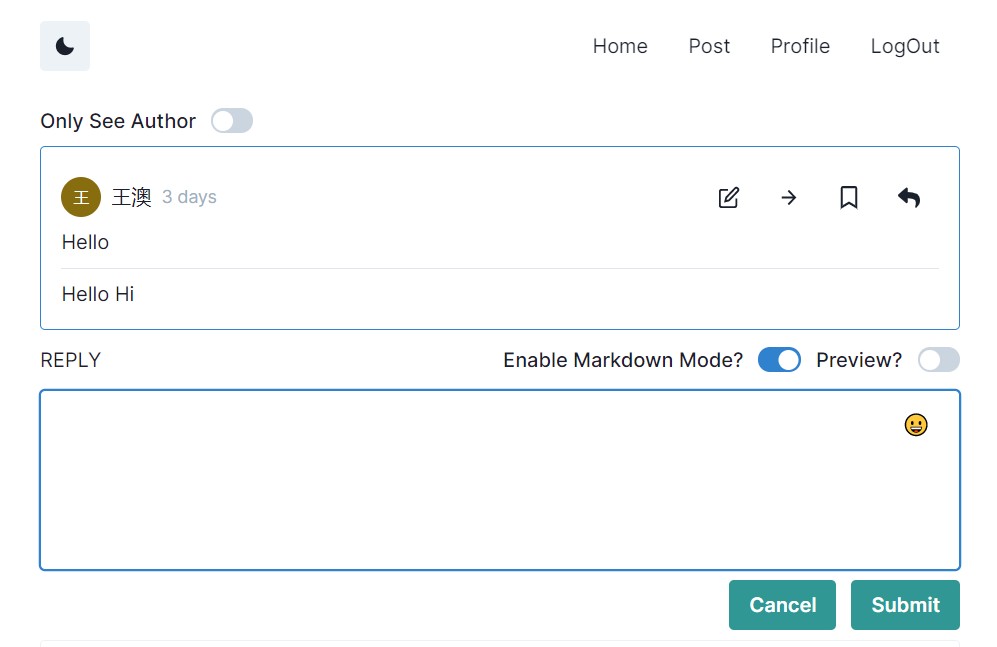 Home Post Profile LogOut
Only See Author
王 王澳 3 days
Hello
Hello Hi
REPLY Enable Markdown Mode? Preview?
Cancel Submit